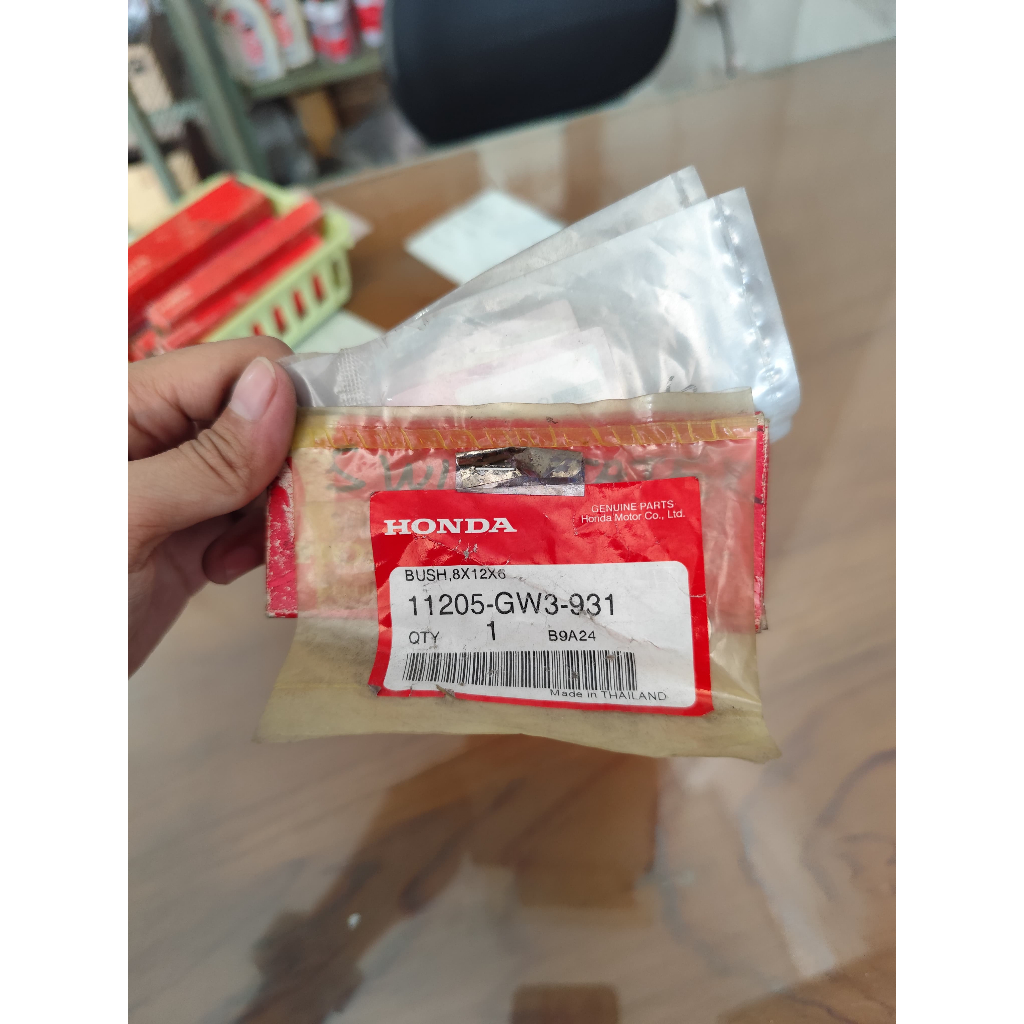 HONDA
GENUINE PARTS
Honda Motor Co., Ltd.
BUSH,8X12X6
11205-GW3-931
QTY 1 B9A24
Made in THAILAND